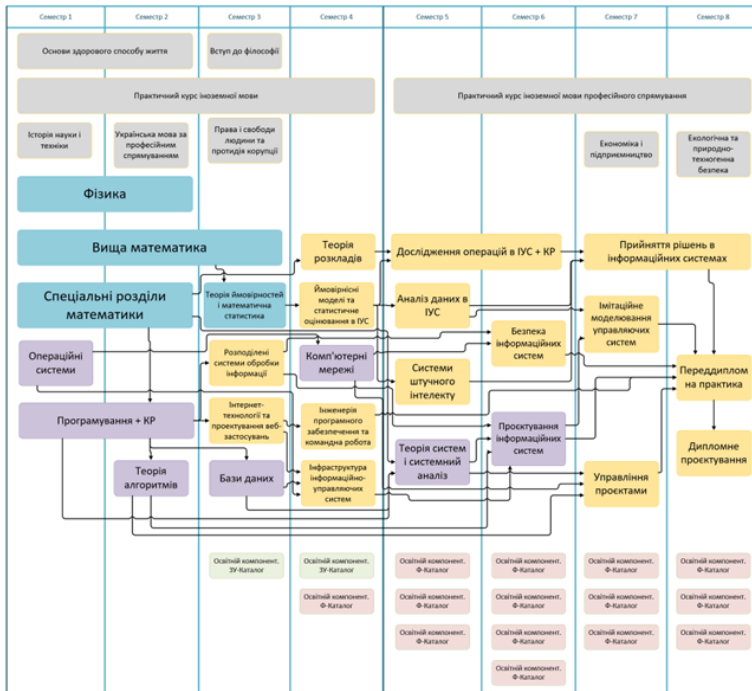 Семестр 1
Семестр 2
Семестр 3
Семестр 4
Семестр 5
Семестр 6
Семестр 7
Семестр 8
Основи здорового способу життя
Вступ до
філософії
Практичний курс іноземної мови
Практичний курс іноземної мови професійного спрямування
Історія науки і
техніки
Українська мова за
професійним
спрямуванням
Права і свободи
людини та
протидія корупції
Економіка і
підприємництво
Екологічна та
природно-
техногенна
безпека
Фізика
Вища математика
Теорія
розкладів
Дослідження операцій в ІУС + КР
Прийняття рішень в
інформаційних системах
Спеціальні розділи
математики
Теорія ймовірностей
і математична
статистика
Ймовірнісні
моделі та
статистичне
оцінювання в ІУС
Аналіз даних в
ІУС
Імітаційне
моделювання
управляючих
систем
Безпека
інформаційних
систем
Операційні
системи
Розподілені
системи обробки
інформації
Комп'ютерні
мережі
Системи
штучного
інтелекту
Переддиплом
на практика
Програмування + КР
Інтернет-
технології та
проектування веб-
застосувань
Інженерія
програмного
забезпечення та
командна робота
Проєктування
інформаційних
систем
Теорія систем
і системний
аналіз
Дипломне
проєктування
Теорія
алгоритмів
Бази даних
Інфраструктура
інформаційно-
управляючих
систем
Управління
проєктами
Освітній компонент.
ЗУ-Каталог
Освітній компонент.
ЗУ-Каталог
Освітній компонент.
Ф-Каталог
Освітній компонент.
Ф-Каталог
Освітній компонент.
Ф-Каталог
Освітній компонент.
Ф-Каталог
Освітній компонент.
Ф-Каталог
Освітній компонент.
Ф-Каталог
Освітній компонент.
Ф-Каталог
Освітній компонент.
Ф-Каталог
Освітній компонент.
Ф-Каталог
Освітній компонент.
Ф-Каталог
Освітній компонент.
Ф-Каталог
Освітній компонент.
Ф-Каталог
Освітній компонент.
Ф-Каталог
Освітній компонент.
Ф-Каталог